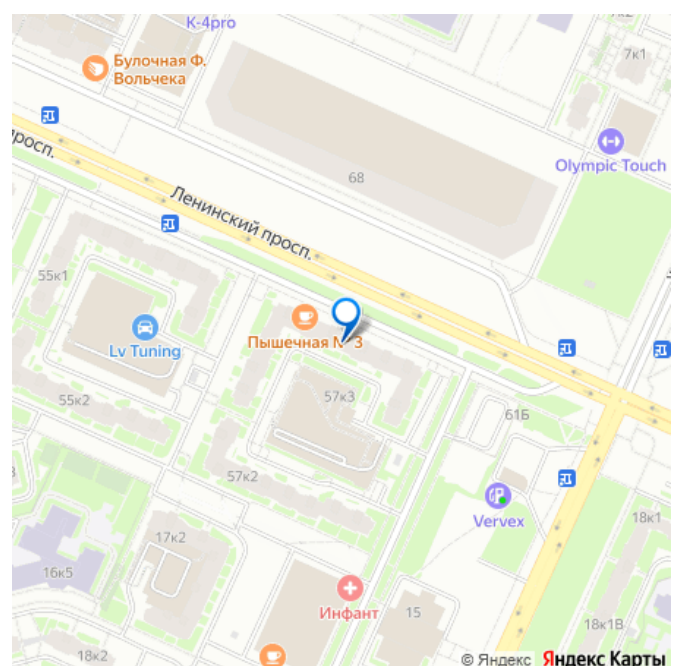 К-4pro
7к1
Булочная Ф.
Вольчека
Olympic Touch
просп.
68
Ленинский просп.
55к1
Lv Tuning
Пышечная № 3
57к3
55к2
61Б
57к2
Vervex
17к2
18к1
16к5
Инфант
15
18к1В
18к2
© Яндекс Яндекс Карты